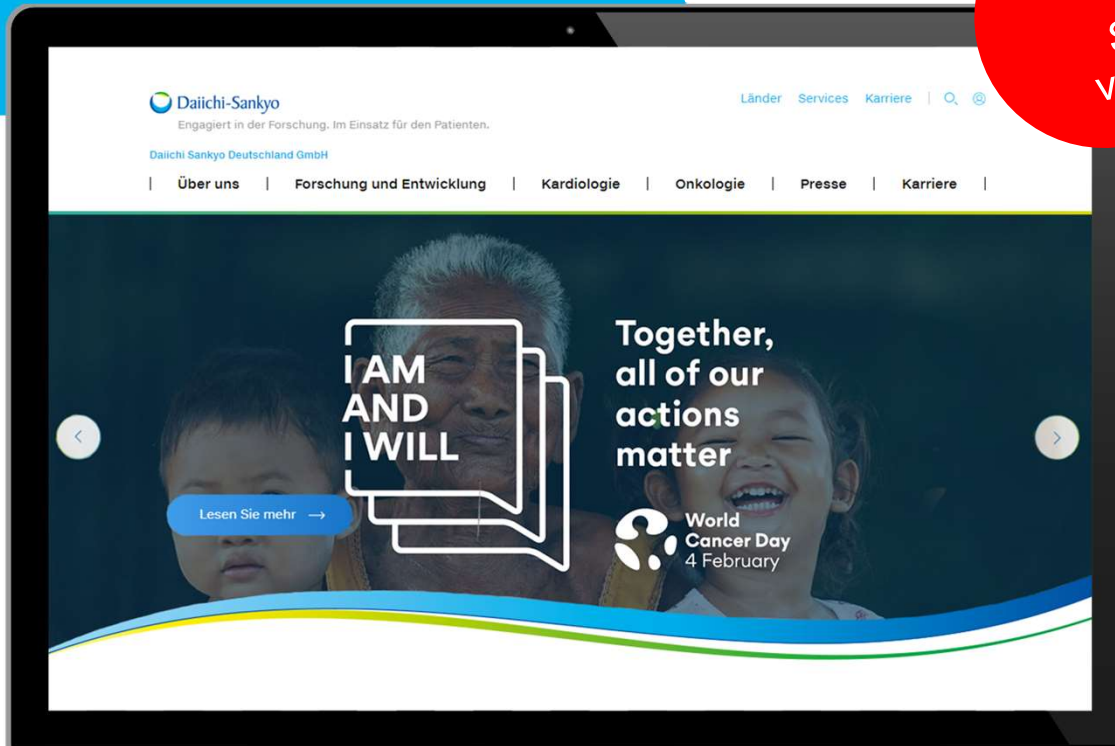 Daiichi-Sankyo
Engagiert in der Forschung. Im Einsatz für den Patienten.
Länder Services Karriere
Daiichi Sankyo Deutschland GmbH
Über uns | Forschung und Entwicklung | Kardiologie | Onkologie | Presse | Karriere
I AM
AND
I WILL
Together,
all of our
actions
matter
Lesen Sie mehr →
World
Cancer Day
4 February